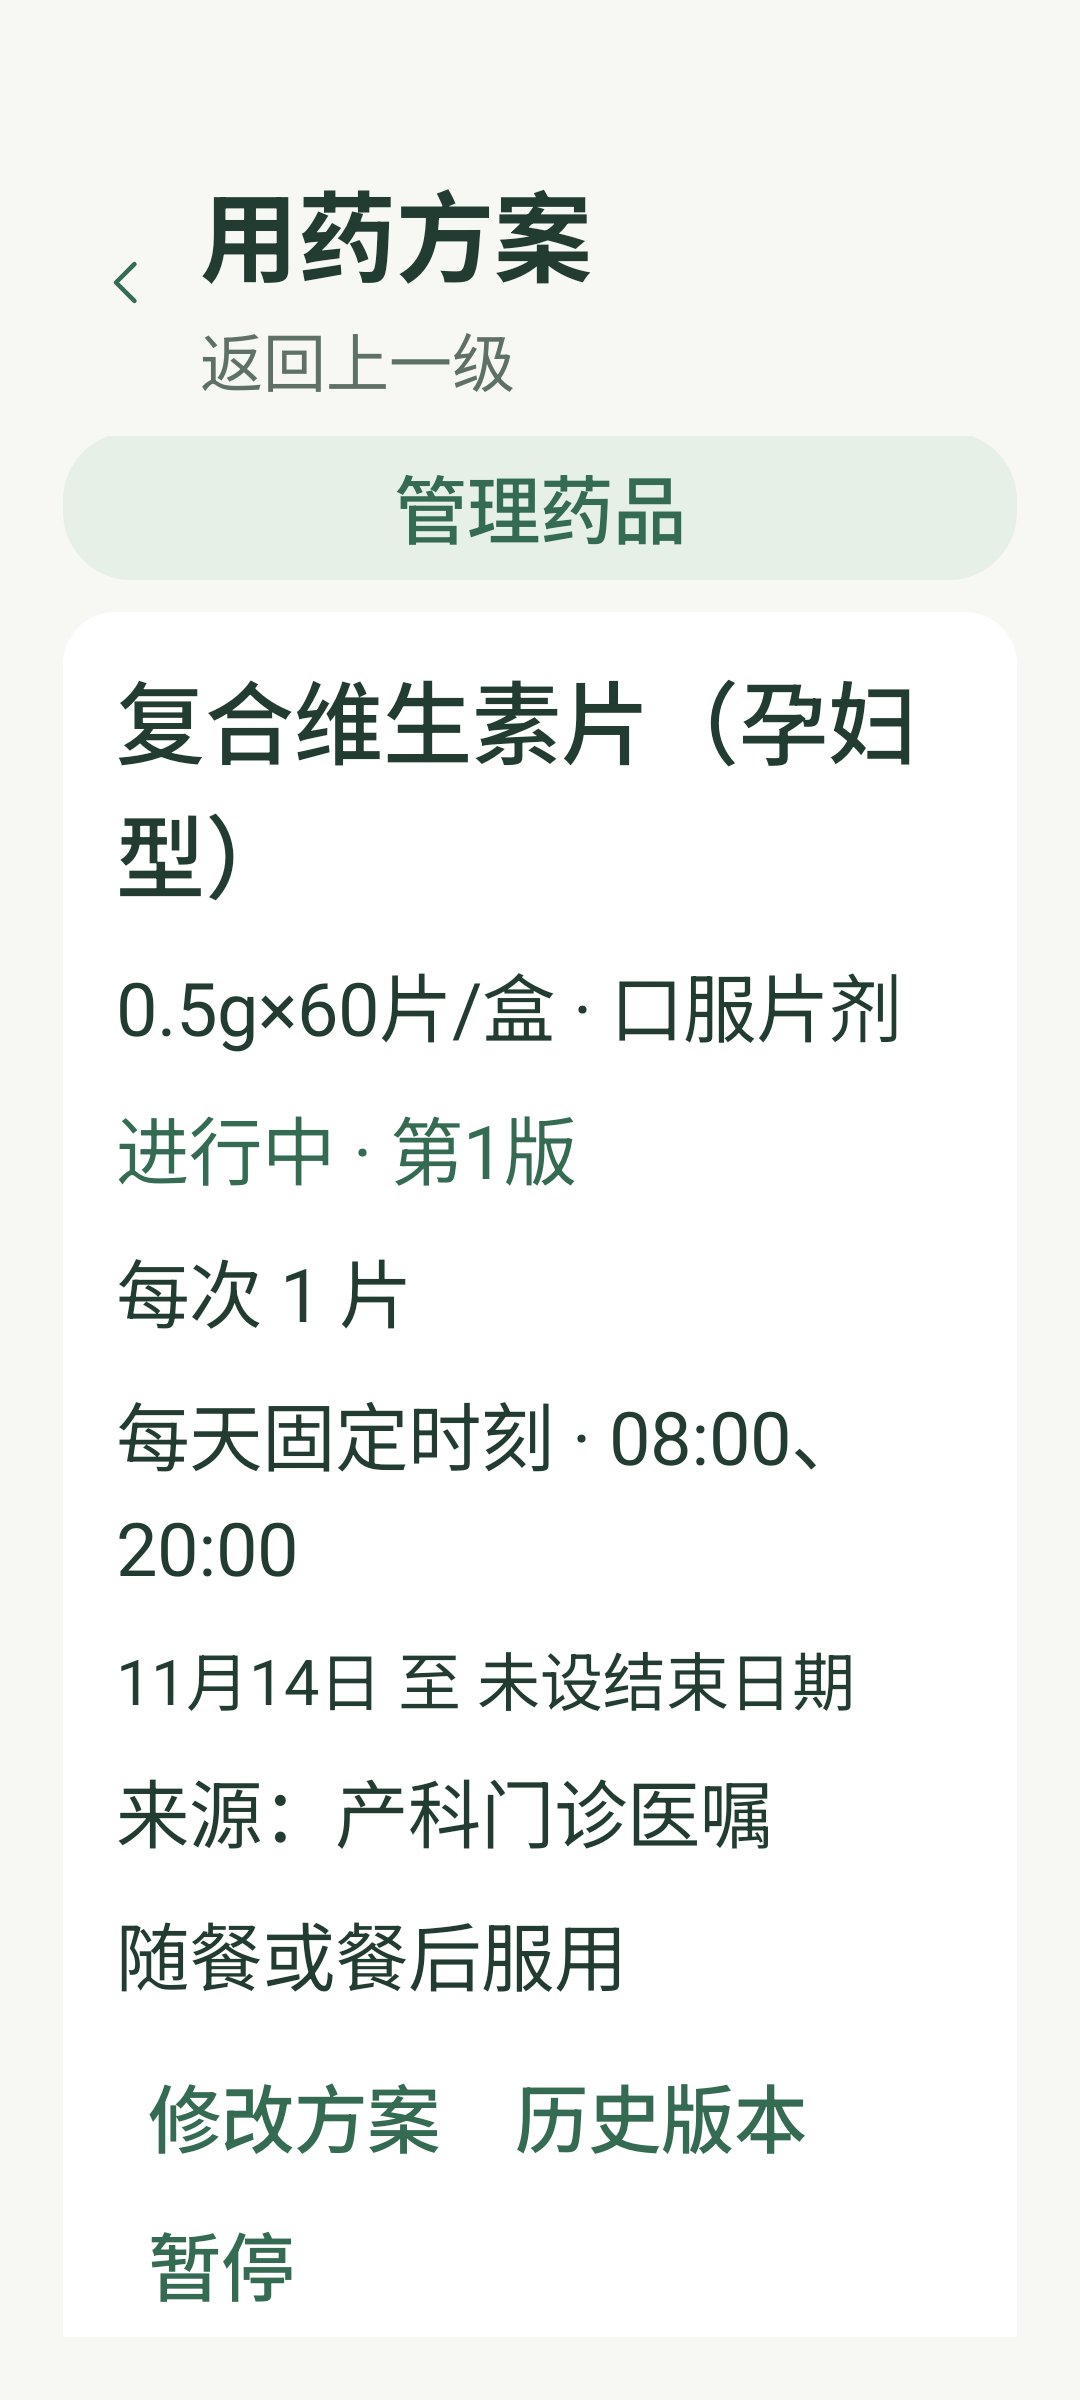 用药方案
返回上一级
管理药品
复合维生素片（孕妇
型）
0.5g×60片/盒 · 口服片剂
进行中 · 第1版
每次 1 片
每天固定时刻 · 08:00、
20:00
11月14日 至 未设结束日期
来源：产科门诊医嘱
随餐或餐后服用
修改方案 历史版本
暂停